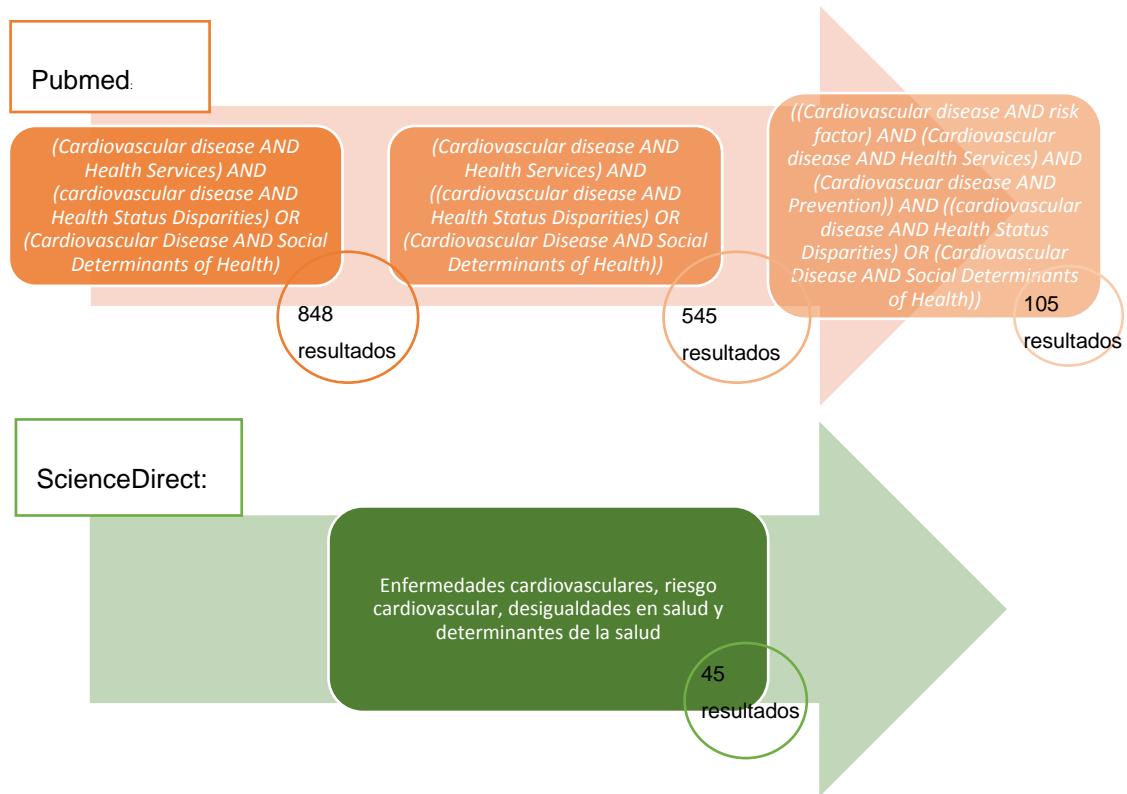 Pubmed:
(Cardiovascular disease AND
Health Services) AND
(cardiovascular disease AND
Health Status Disparities) OR
(Cardiovascular Disease AND Social
Determinants of Health)
848
resultados
(Cardiovascular disease AND
Health Services) AND
((cardiovascular disease AND
Health Status Disparities) OR
(Cardiovascular Disease AND Social
Determinants of Health))
545
resultados
((Cardiovascular disease AND risk
factor) AND (Cardiovascular
disease AND Health Services) AND
(Cardiovascuar disease AND
Prevention)) AND ((cardiovascular
disease AND Health Status
Disparities) OR (Cardiovascular
Disease AND Social Determinants
of Health))
105
resultados
ScienceDirect:
Enfermedades cardiovasculares, riesgo
cardiovascular, desigualdades en salud y
determinantes de la salud
45
resultados